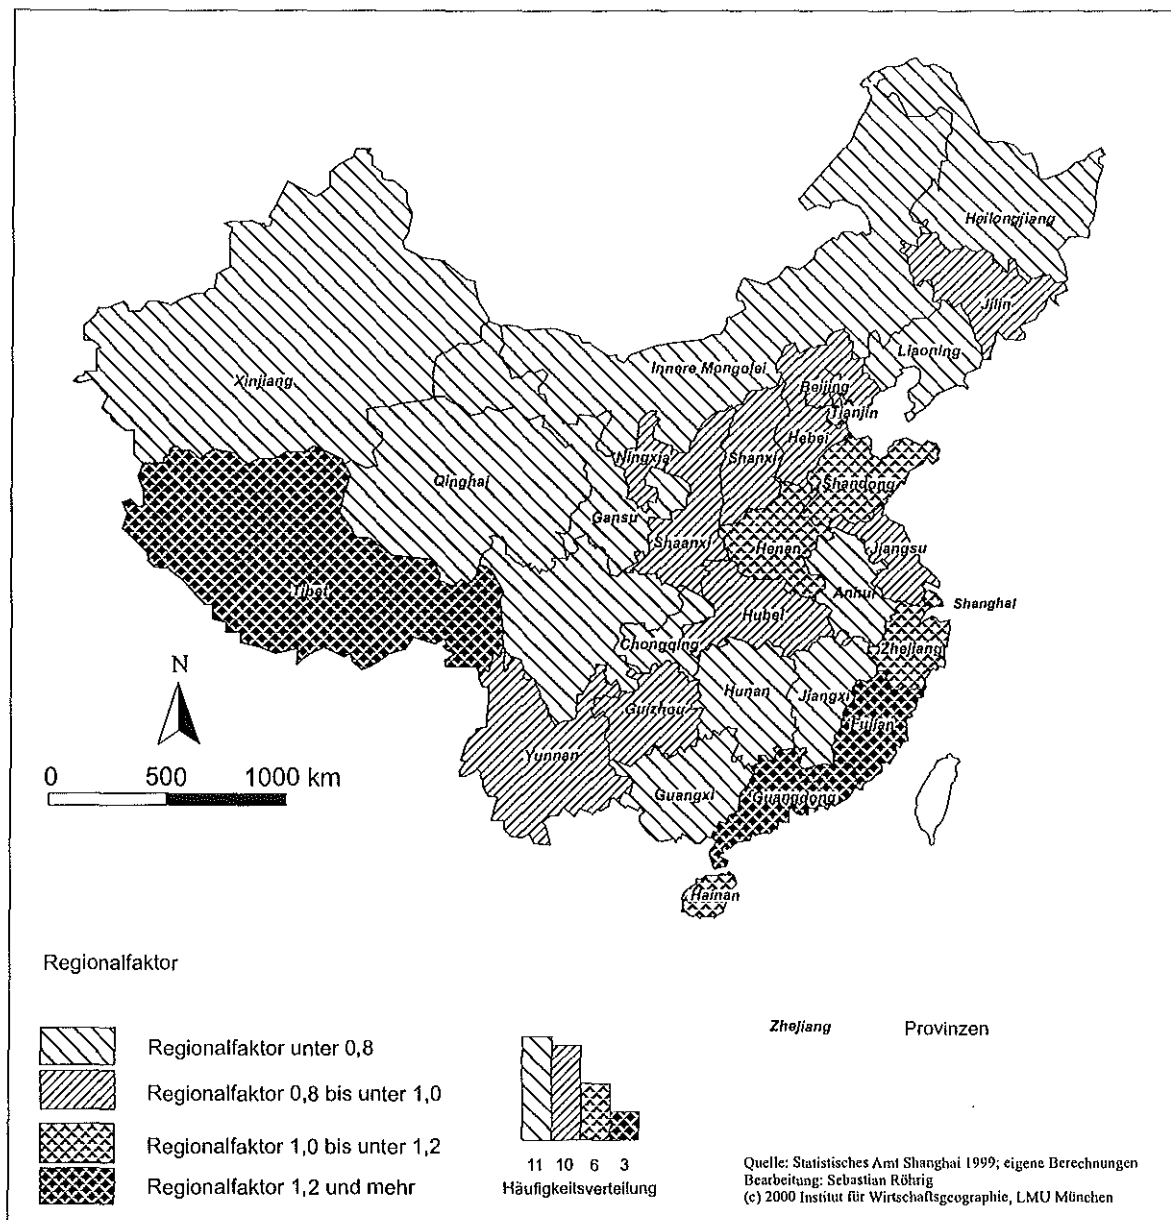 Heilongjiang
Jilin
Liaoning
Innere Mongolei
Xinjiang
Beijing
Tianjin
Hebei
Ningxia
Shanxi
Shandong
Qinghai
Gansu
Shaanxi
Henan
Jiangsu
Tibet
Anhui
Shanghai
Hubei
Chongqing
Zhejiang
N
Hunan
Jiangxi
Guizhou
Fujian
Yunnan
0 500 1000 km
Guangxi
Guangdong
Hainan
Regionalfaktor
Regionalfaktor unter 0,8
Regionalfaktor 0,8 bis unter 1,0
Regionalfaktor 1,0 bis unter 1,2
Regionalfaktor 1,2 und mehr
11 10 6 3
Häufigkeitsverteilung
Zhejiang Provinzen
Quelle: Statistisches Amt Shanghai 1999; eigene Berechnungen
Bearbeitung: Sebastian Röhrig
(c) 2000 Institut für Wirtschaftsgeographie, LMU München